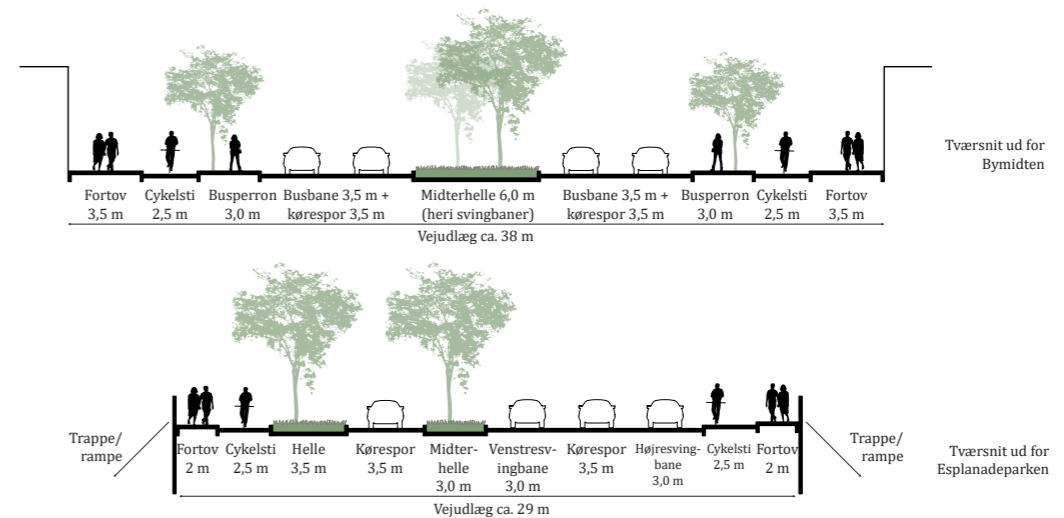 Tværsnit ud for
Bymidten
Fortov
3,5 m
Cykelsti
2,5 m
Busperron
3,0 m
Busbane 3,5 m +
kørespor 3,5 m
Midterhelle 6,0 m
(heri svingbaner)
Busbane 3,5 m +
kørespor 3,5 m
Busperron
3,0 m
Cykelsti
2,5 m
Fortov
3,5 m
Vejudlæg ca. 38 m
Trappe/
rampe
Fortov
2 m
Cykelsti
2,5 m
Helle
3,5 m
Kørespor
3,5 m
Midter-
helle
3,0 m
Venstresv-
ingbane
3,0 m
Kørespor
3,5 m
Højresving-
bane
3,0 m
Cykelsti
2,5 m
Fortov
2 m
Trappe/
rampe
Tværsnit ud for
Esplanadeparken
Vejudlæg ca. 29 m